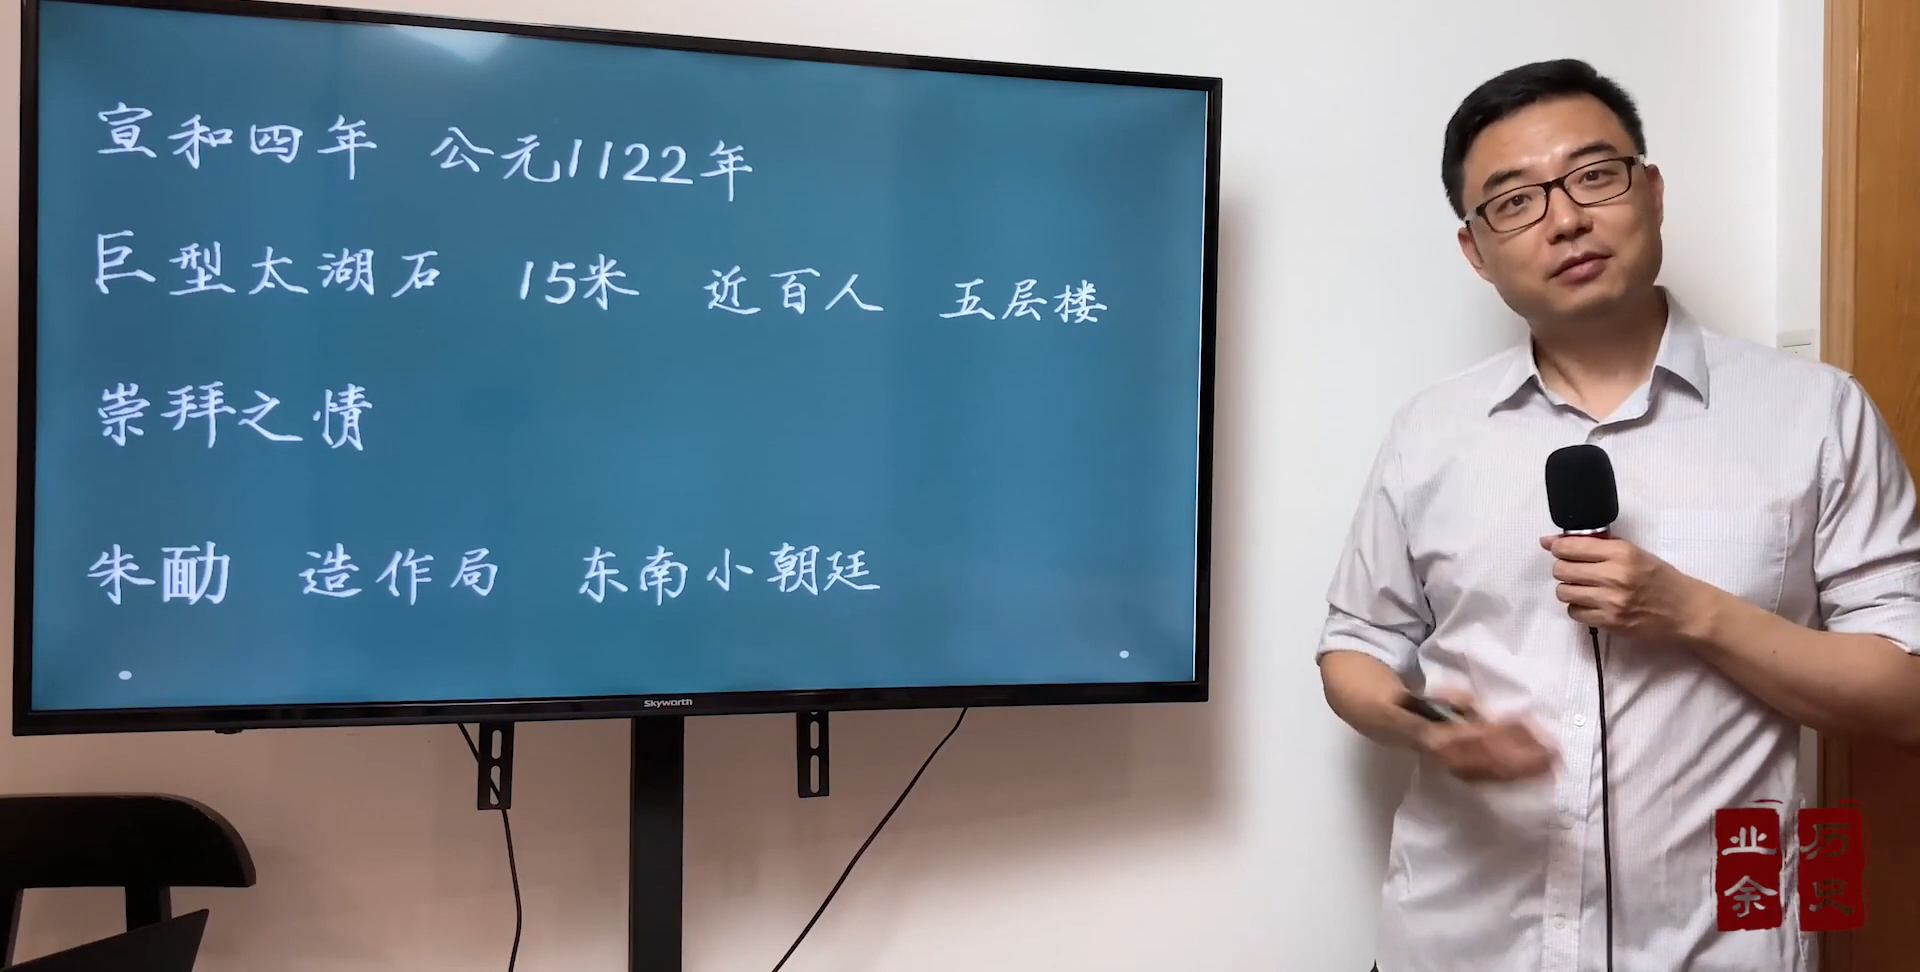 宣和四年 公元1122年
巨型太湖石 15米 近百人 五层楼
崇拜之情
朱勔 造作局 东南小朝廷
Skyworth
业余
历史